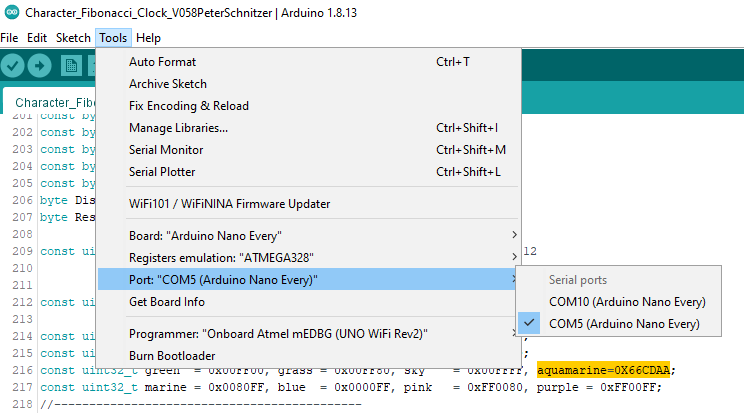 Character_Fibonacci_Clock_V058PeterSchnitzer | Arduino 1.8.13
File Edit Sketch Tools Help
Auto Format Ctrl+T
Archive Sketch
Character_Fibo Fix Encoding & Reload
201 const by
202 const by Manage Libraries... Ctrl+Shift+I
203 const by Serial Monitor Ctrl+Shift+M
204 const by Serial Plotter Ctrl+Shift+L
205 const by
206 byte Dis WiFi101 / WiFiNINA Firmware Updater
207 byte Res
208 Board: "Arduino Nano Every"
209 const ui 12
210 Registers emulation: "ATMEGA328"
211 Port: "COM5 (Arduino Nano Every)" Serial ports
212 const ui Get Board Info COM10 (Arduino Nano Every)
213 COM5 (Arduino Nano Every)
214 const ui Programmer: "Onboard Atmel mEDBG (UNO WiFi Rev2)" ;
215 const ui Burn Bootloader ;
216 const uint32_t green = 0x00FF00, grass = 0x00FF80, sky = 0x00FFFF, aquamarine=0X66CDAA;
217 const uint32_t marine = 0x0080FF, blue = 0x0000FF, pink = 0xFF0080, purple = 0xFF00FF;
218 //--------------------------------------------